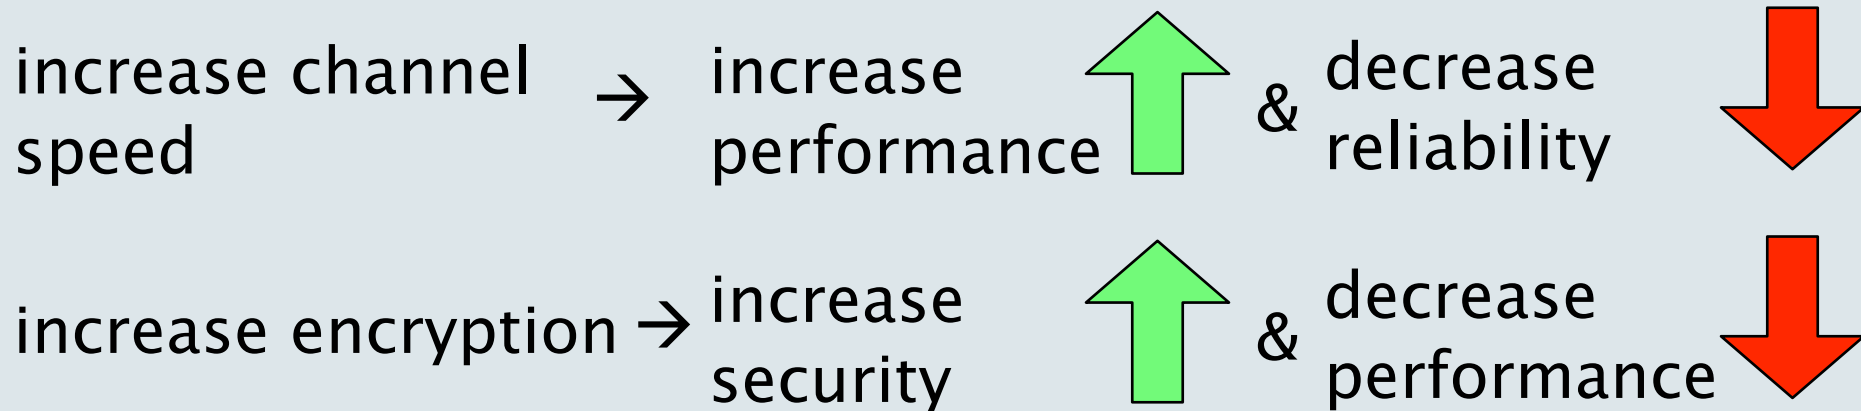 increase channel speed → increase performance & decrease reliability
increase encryption → increase security & decrease performance